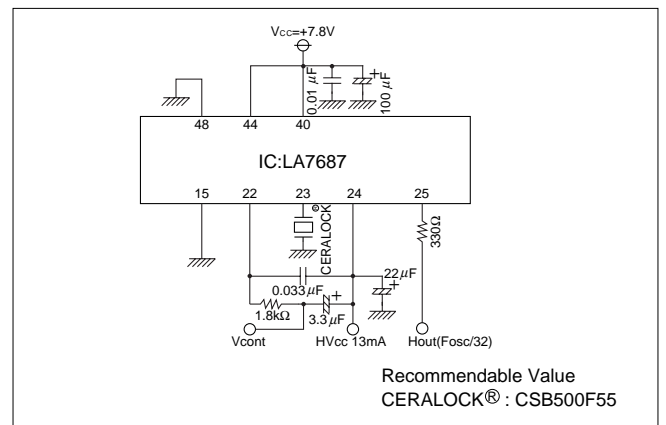 Vcc=+7.8V
0.01 µF
100 µF
48
44
40
IC:LA7687
15
22
23
24
25
CERALOCK®
330Ω
0.033µF
22µF
1.8kΩ
3.3µF
Vcont
HVcc 13mA
Hout(Fosc/32)
Recommendable Value
CERALOCK® : CSB500F55